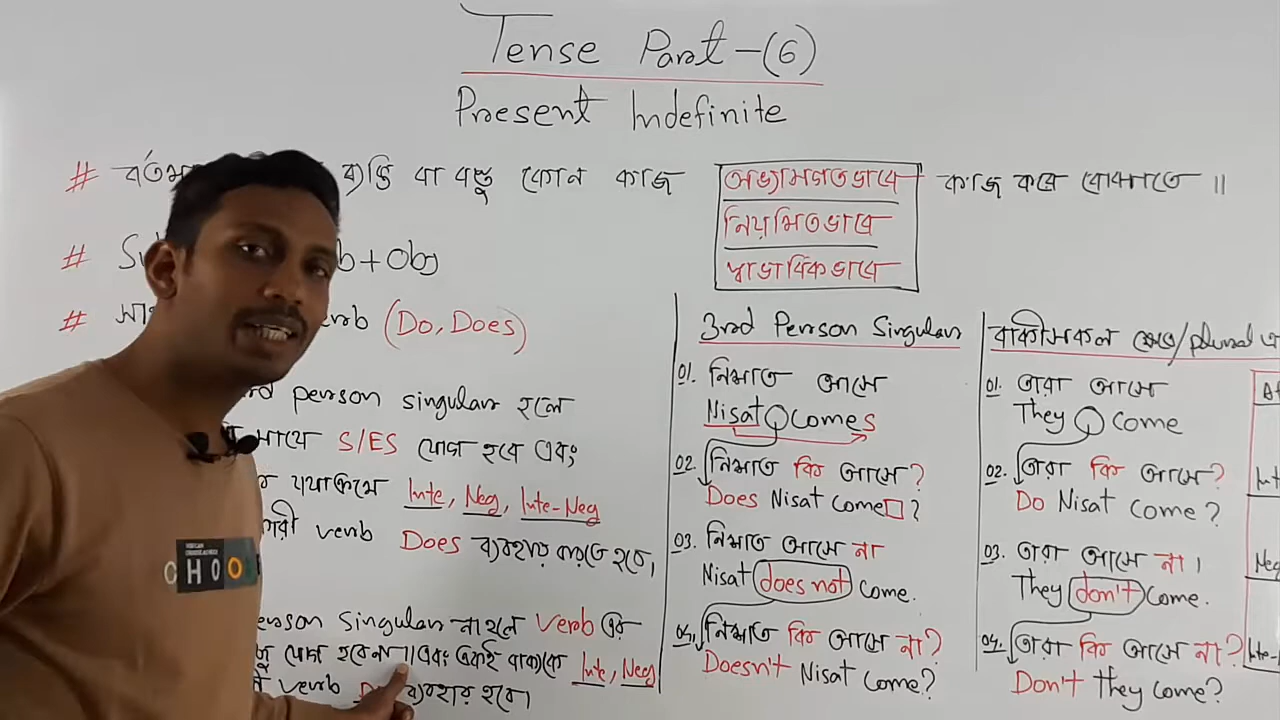 Tense Part-(6)
Present Indefinite
# ব্যক্তি বা বস্তু কোন কাজ অভ্যাসগতভাবে কাজ করে বোঝাতে ॥
নিয়মিতভাবে
স্বাভাবিকভাবে
# Su b+Obj
# সা erb (Do, Does)
person singular হলে
সাথে S/ES যোগ হবে এবং
যথাক্রমে Inte, Neg, Inte-Neg
কারী verb Does ব্যবহার করতে হবে।
erson Singular না হলে verb এর
যোগ হবেনা॥ এবং একই বাক্যকে Inte, Neg
verb ব্যবহার হবে।
3rd Person Singular
01. নিসাত আসে
Nisat comes
02. নিসাত কি আসে?
Does Nisat come?
03. নিসাত আসে না
Nisat does not come.
04. নিসাত কি আসে না?
Doesn't Nisat come?
বাকীসকল ক্ষেত্রে/plural এ
01. তারা আসে
They come
02. তারা কি আসে?
Do Nisat come?
03. তারা আসে না।
They don't come.
04. তারা কি আসে না?
Don't they come?
Int
Neg
CHOO